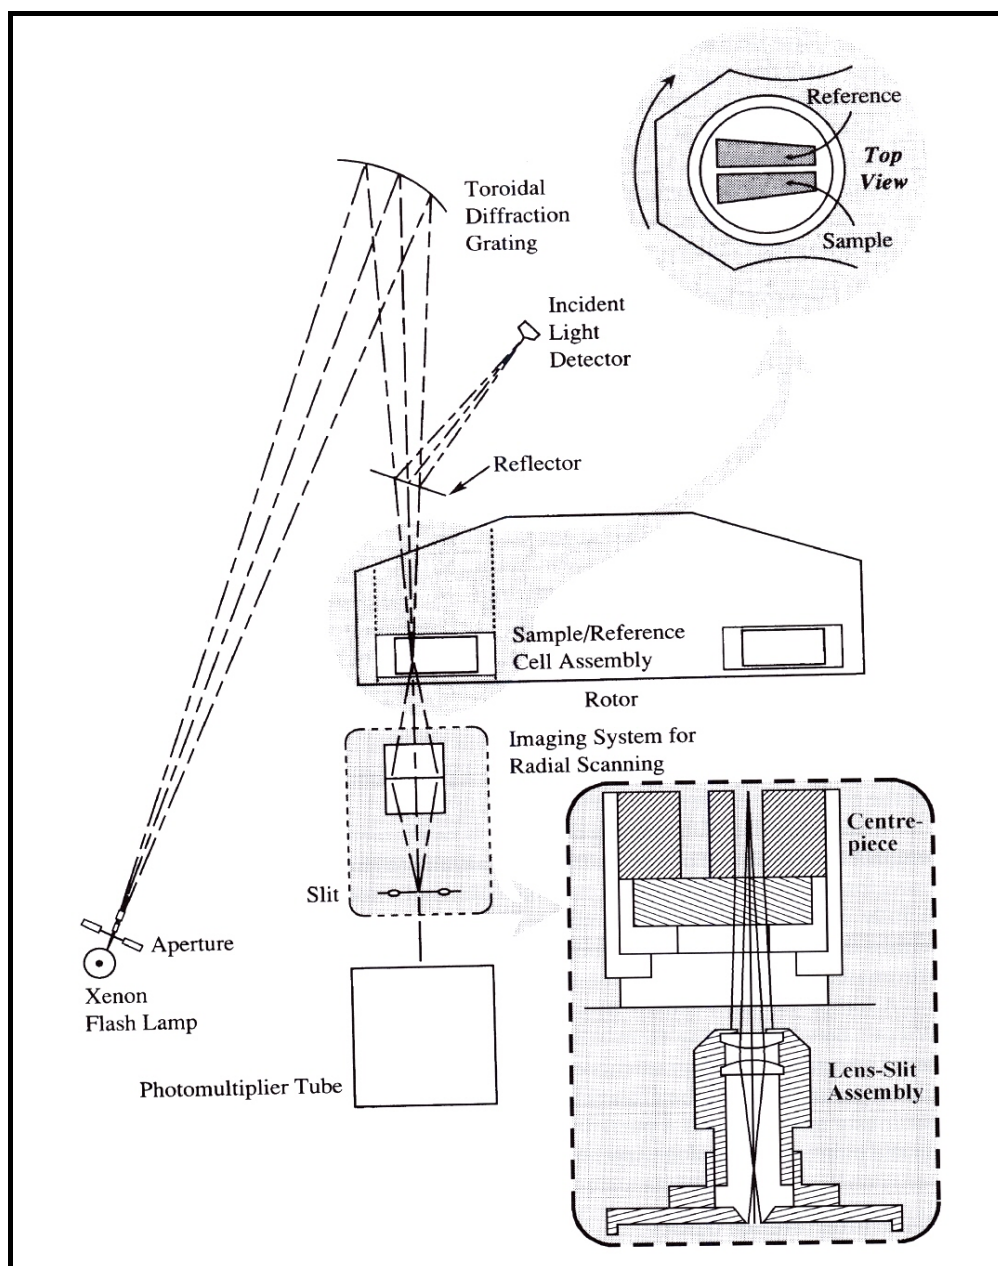 Reference
Top
View
Sample
Toroidal
Diffraction
Grating
Incident
Light
Detector
Reflector
Sample/Reference
Cell Assembly
Rotor
Imaging System for
Radial Scanning
Centre-
piece
Slit
Aperture
Xenon
Flash Lamp
Lens-Slit
Assembly
Photomultiplier Tube